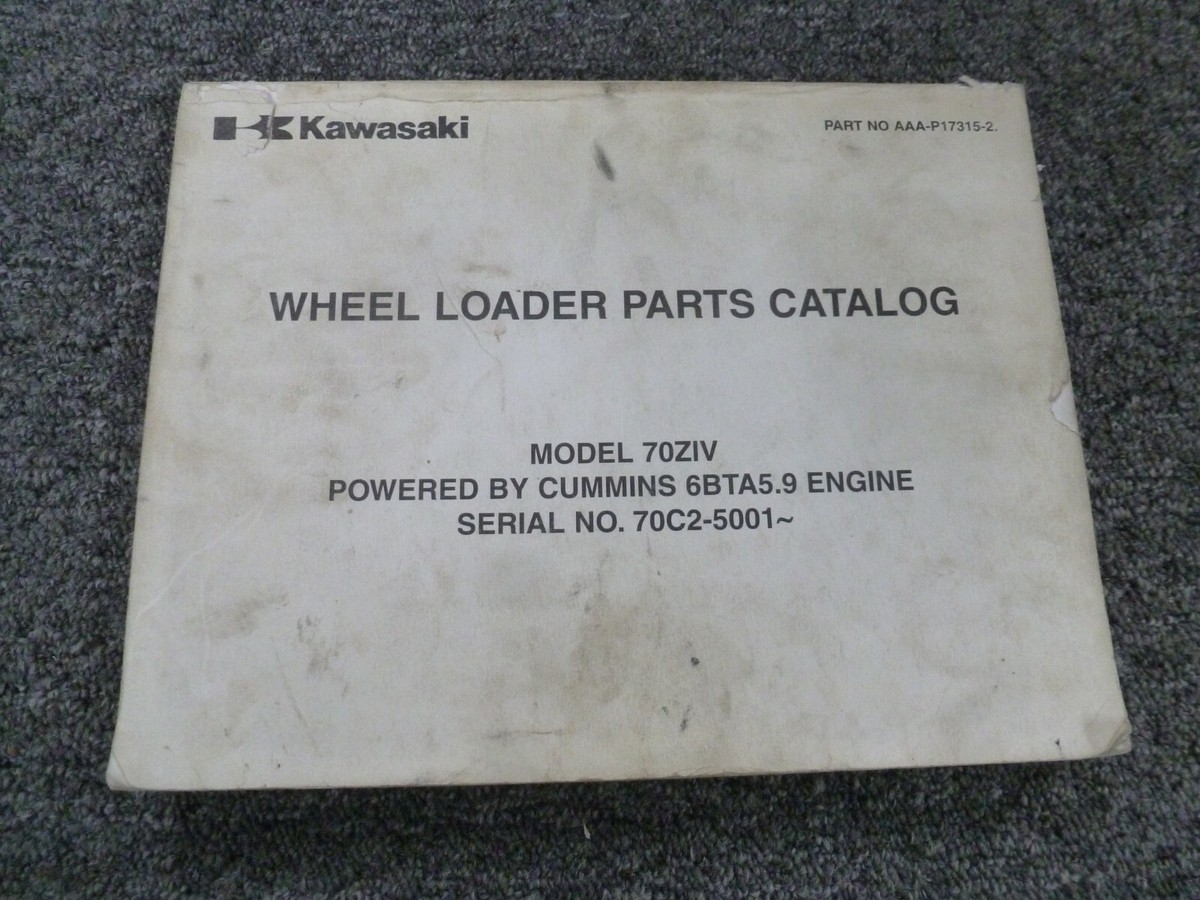 Kawasaki
PART NO AAA-P17315-2.
WHEEL LOADER PARTS CATALOG
MODEL 70ZIV
POWERED BY CUMMINS 6BTA5.9 ENGINE
SERIAL NO. 70C2-5001~